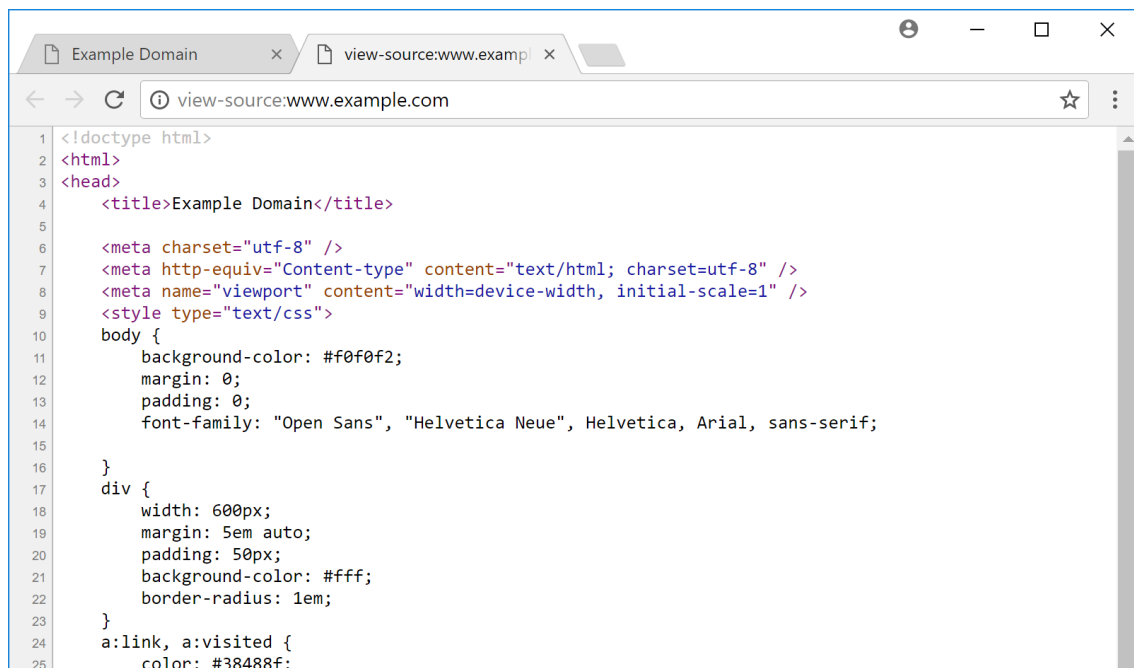 Example Domain
view-source:www.exampl
view-source:www.example.com
1 <!doctype html>
2 <html>
3 <head>
4     <title>Example Domain</title>
5
6     <meta charset="utf-8" />
7     <meta http-equiv="Content-type" content="text/html; charset=utf-8" />
8     <meta name="viewport" content="width=device-width, initial-scale=1" />
9     <style type="text/css">
10     body {
11         background-color: #f0f0f2;
12         margin: 0;
13         padding: 0;
14         font-family: "Open Sans", "Helvetica Neue", Helvetica, Arial, sans-serif;
15
16     }
17     div {
18         width: 600px;
19         margin: 5em auto;
20         padding: 50px;
21         background-color: #fff;
22         border-radius: 1em;
23     }
24     a:link, a:visited {
25         color: #38488f;